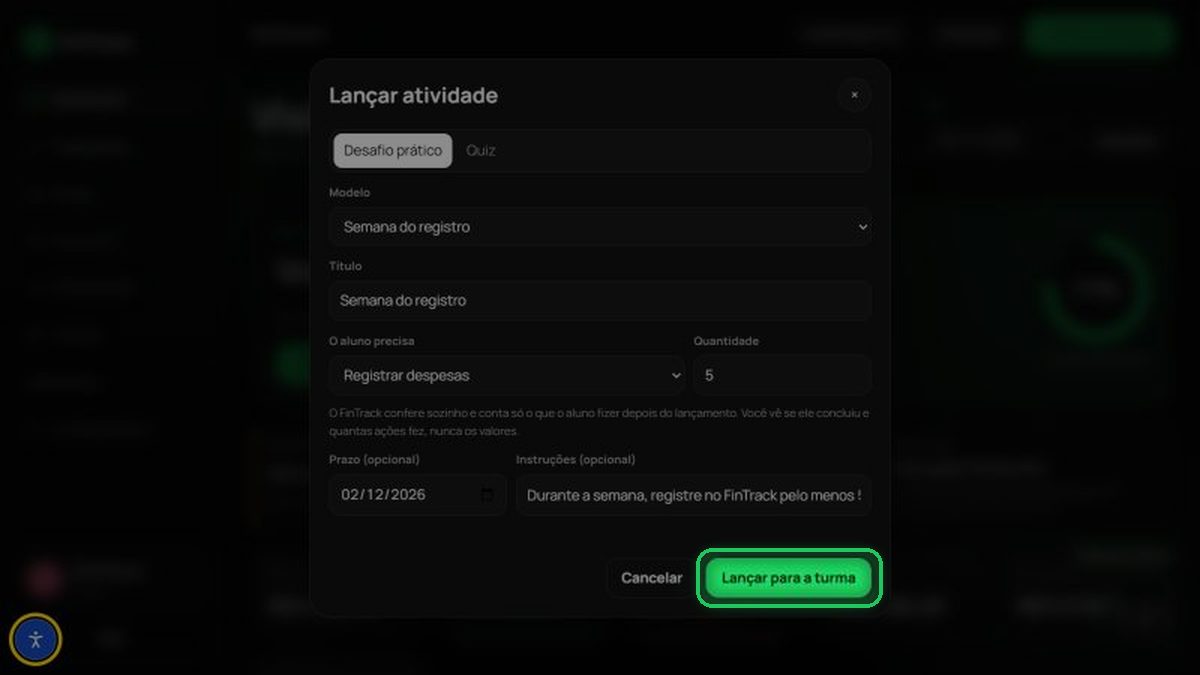 Lançar atividade
×
Desafio prático Quiz
Modelo
Semana do registro
Título
Semana do registro
O aluno precisa Quantidade
Registrar despesas 5
O FinTrack confere sozinho e conta só o que o aluno fizer depois do lançamento. Você vê se ele concluiu e
quantas ações fez, nunca os valores.
Prazo (opcional) Instruções (opcional)
02/12/2026 Durante a semana, registre no FinTrack pelo menos
Cancelar Lançar para a turma